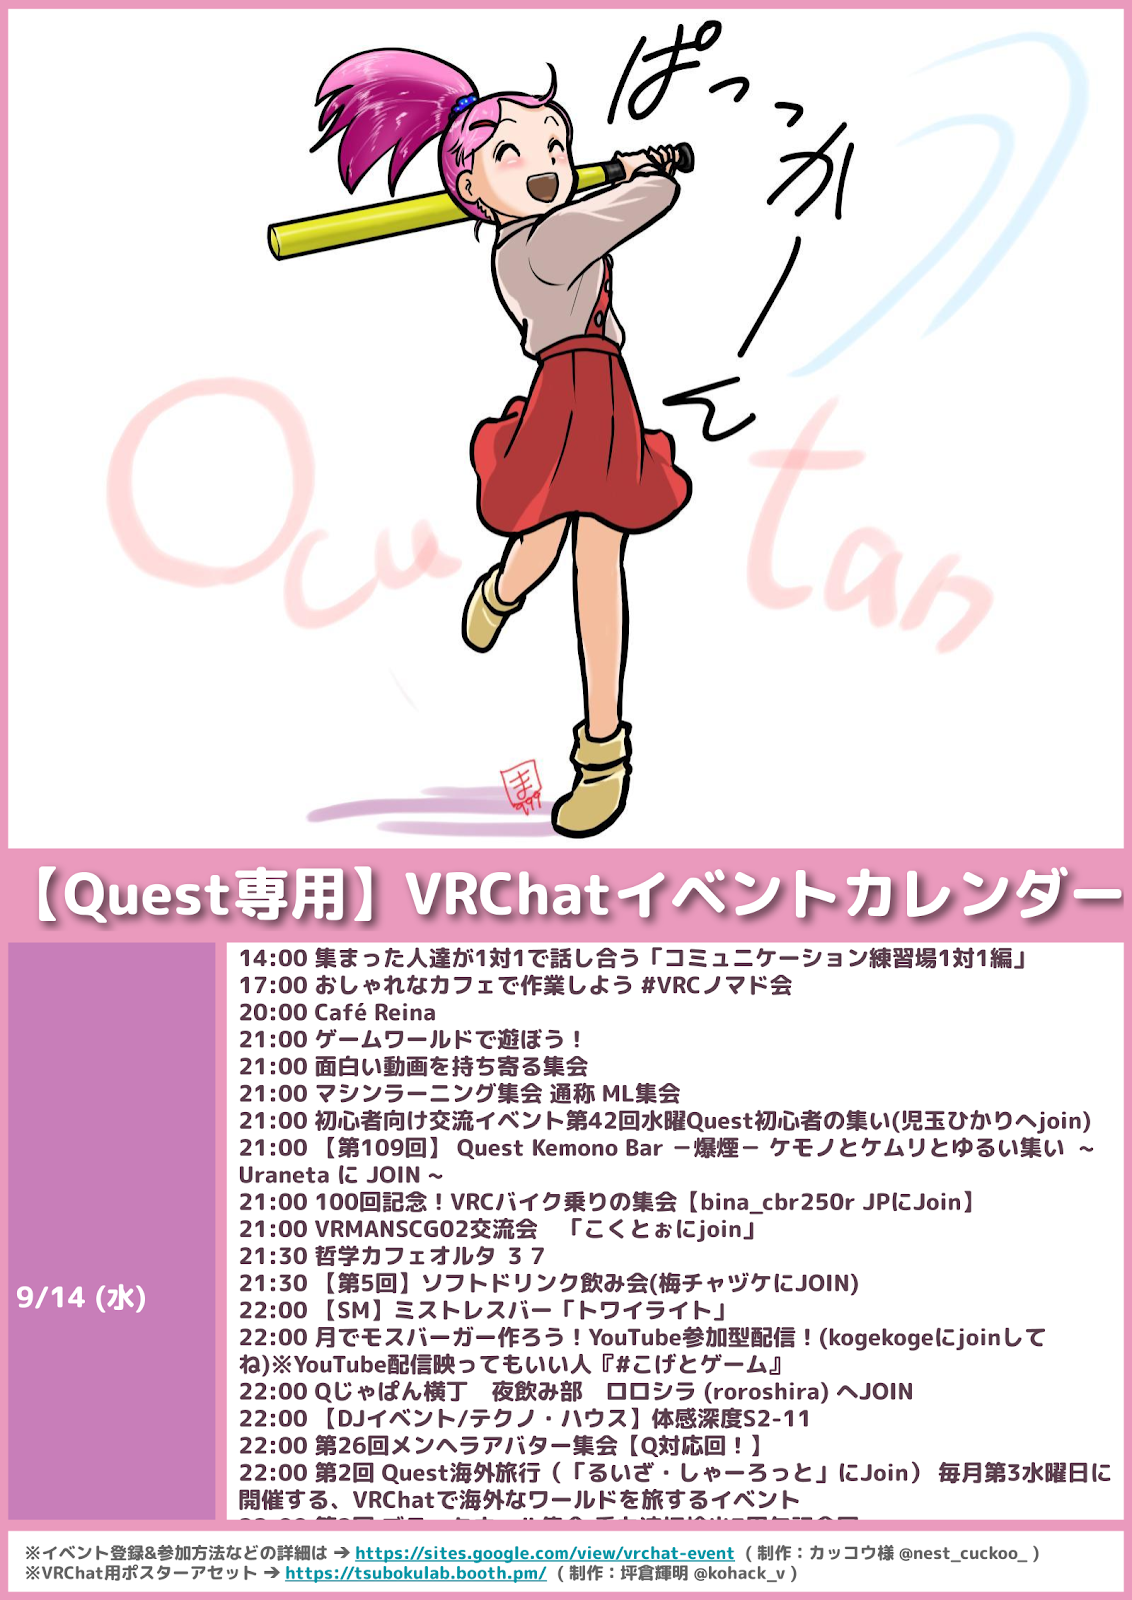 ぱっっかーん
Ocu tan
ま
999
【Quest専用】VRChatイベントカレンダー
9/14 (水)
14:00 集まった人達が1対1で話し合う「コミュニケーション練習場1対1編」
17:00 おしゃれなカフェで作業しよう #VRCノマド会
20:00 Café Reina
21:00 ゲームワールドで遊ぼう！
21:00 面白い動画を持ち寄る集会
21:00 マシンラーニング集会 通称 ML集会
21:00 初心者向け交流イベント第42回水曜Quest初心者の集い(児玉ひかりへjoin)
21:00 【第109回】 Quest Kemono Bar －爆煙－ ケモノとケムリとゆるい集い ～
Uraneta に JOIN ～
21:00 100回記念！VRCバイク乗りの集会【bina_cbr250r JPにJoin】
21:00 VRMANSCG02交流会　「こくとぉにjoin」
21:30 哲学カフェオルタ ３７
21:30 【第5回】ソフトドリンク飲み会(梅チャヅケにJOIN)
22:00 【SM】ミストレスバー「トワイライト」
22:00 月でモスバーガー作ろう！YouTube参加型配信！(kogekogeにjoinして
ね)※YouTube配信映ってもいい人『#こげとゲーム』
22:00 Qじゃぱん横丁　夜飲み部　ロロシラ (roroshira) へJOIN
22:00 【DJイベント/テクノ・ハウス】体感深度S2-11
22:00 第26回メンヘラアバター集会【Q対応回！】
22:00 第2回 Quest海外旅行（「るいざ・しゃーろっと」にJoin） 毎月第3水曜日に
開催する、VRChatで海外なワールドを旅するイベント
※イベント登録&参加方法などの詳細は ➔ https://sites.google.com/view/vrchat-event （ 制作：カッコウ様 @nest_cuckoo_ ）
※VRChat用ポスターアセット ➔ https://tsubokulab.booth.pm/ （ 制作：坪倉輝明 @kohack_v ）